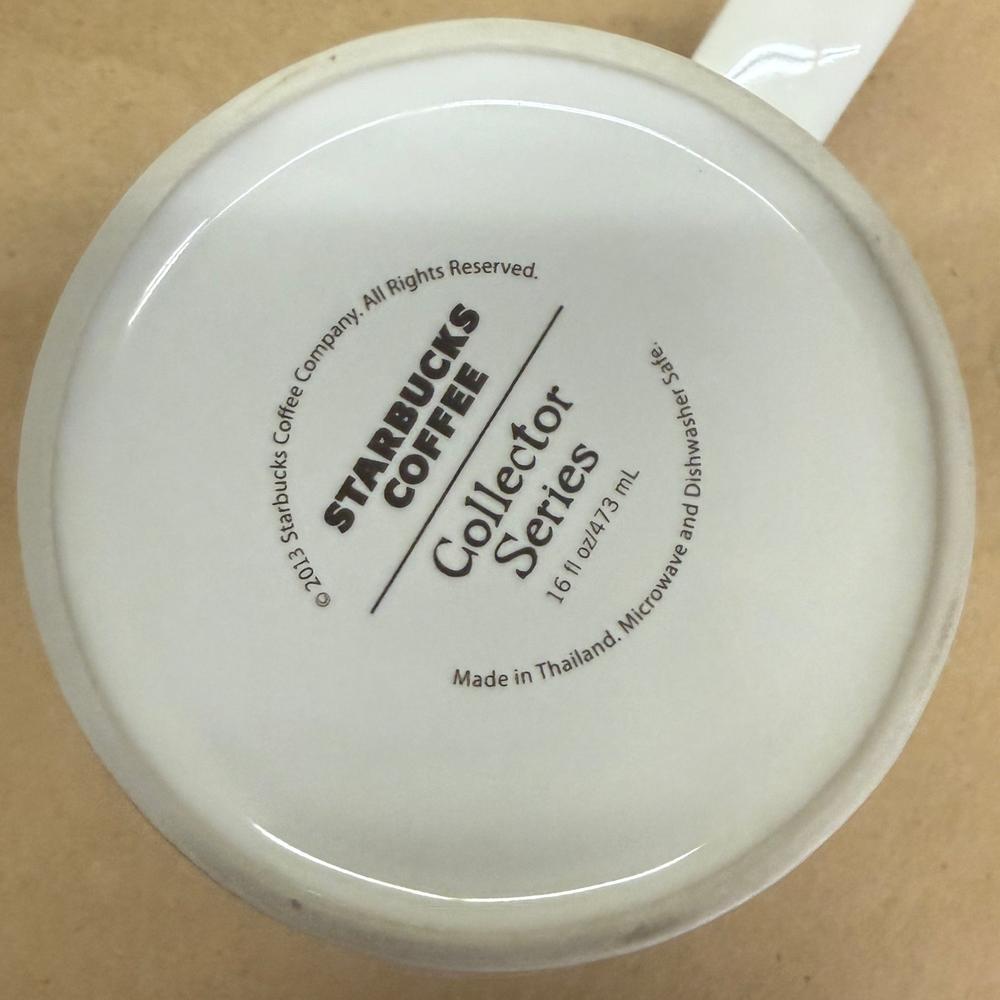 © 2013 Starbucks Coffee Company. All Rights Reserved.
STARBUCKS
COFFEE
Collector
Series
16 fl oz/473 mL
Made in Thailand. Microwave and Dishwasher Safe.